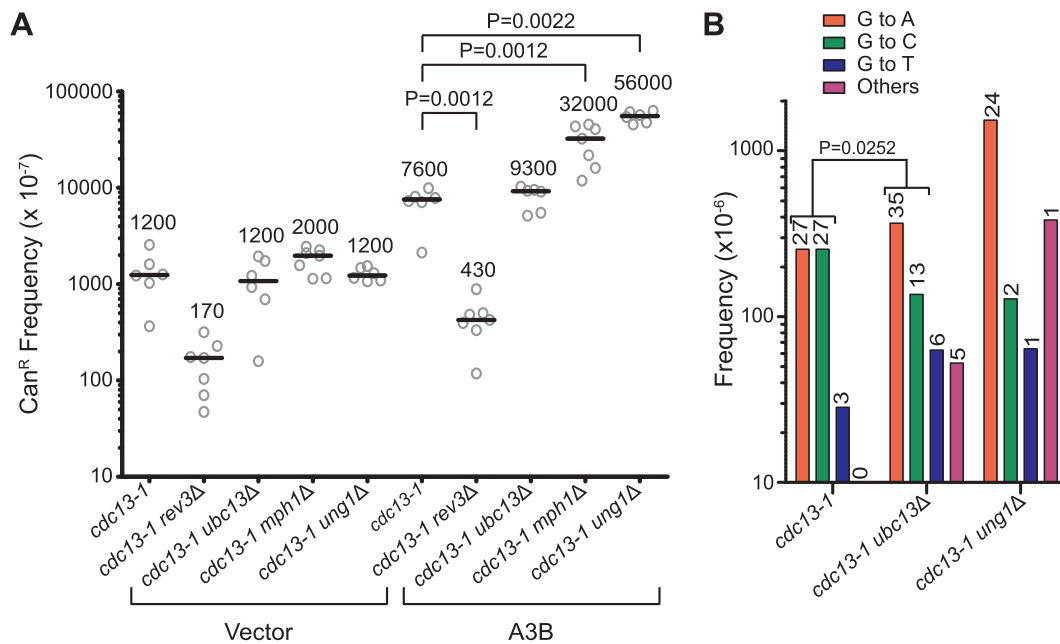 A
P=0.0022
P=0.0012
P=0.0012
Can^R Frequency (x 10^-7)
100000
10000
1000
100
10
1200
170
1200
2000
1200
7600
430
9300
32000
56000
cdc13-1
cdc13-1 rev3Δ
cdc13-1 ubc13Δ
cdc13-1 mph1Δ
cdc13-1 ung1Δ
cdc13-1
cdc13-1 rev3Δ
cdc13-1 ubc13Δ
cdc13-1 mph1Δ
cdc13-1 ung1Δ
Vector
A3B
B
G to A
G to C
G to T
Others
P=0.0252
Frequency (x10^-6)
1000
100
10
27
27
3
0
35
13
6
5
24
2
1
1
cdc13-1
cdc13-1 ubc13Δ
cdc13-1 ung1Δ